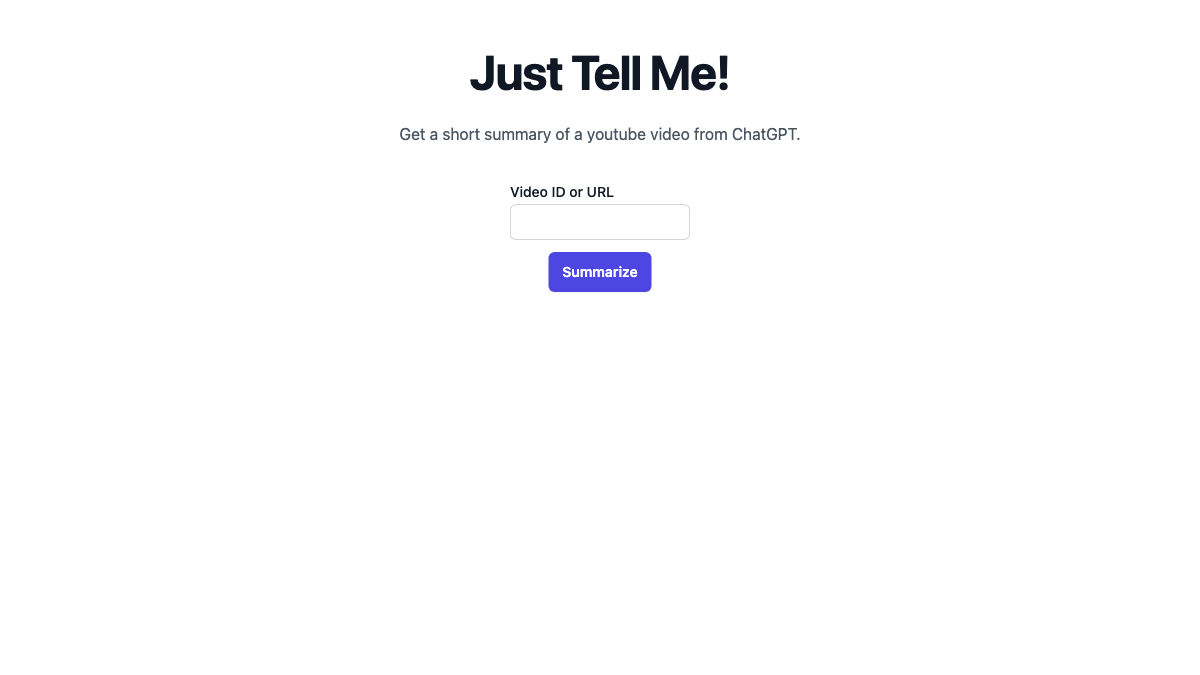 Just Tell Me!
Get a short summary of a youtube video from ChatGPT.
Video ID or URL
Summarize